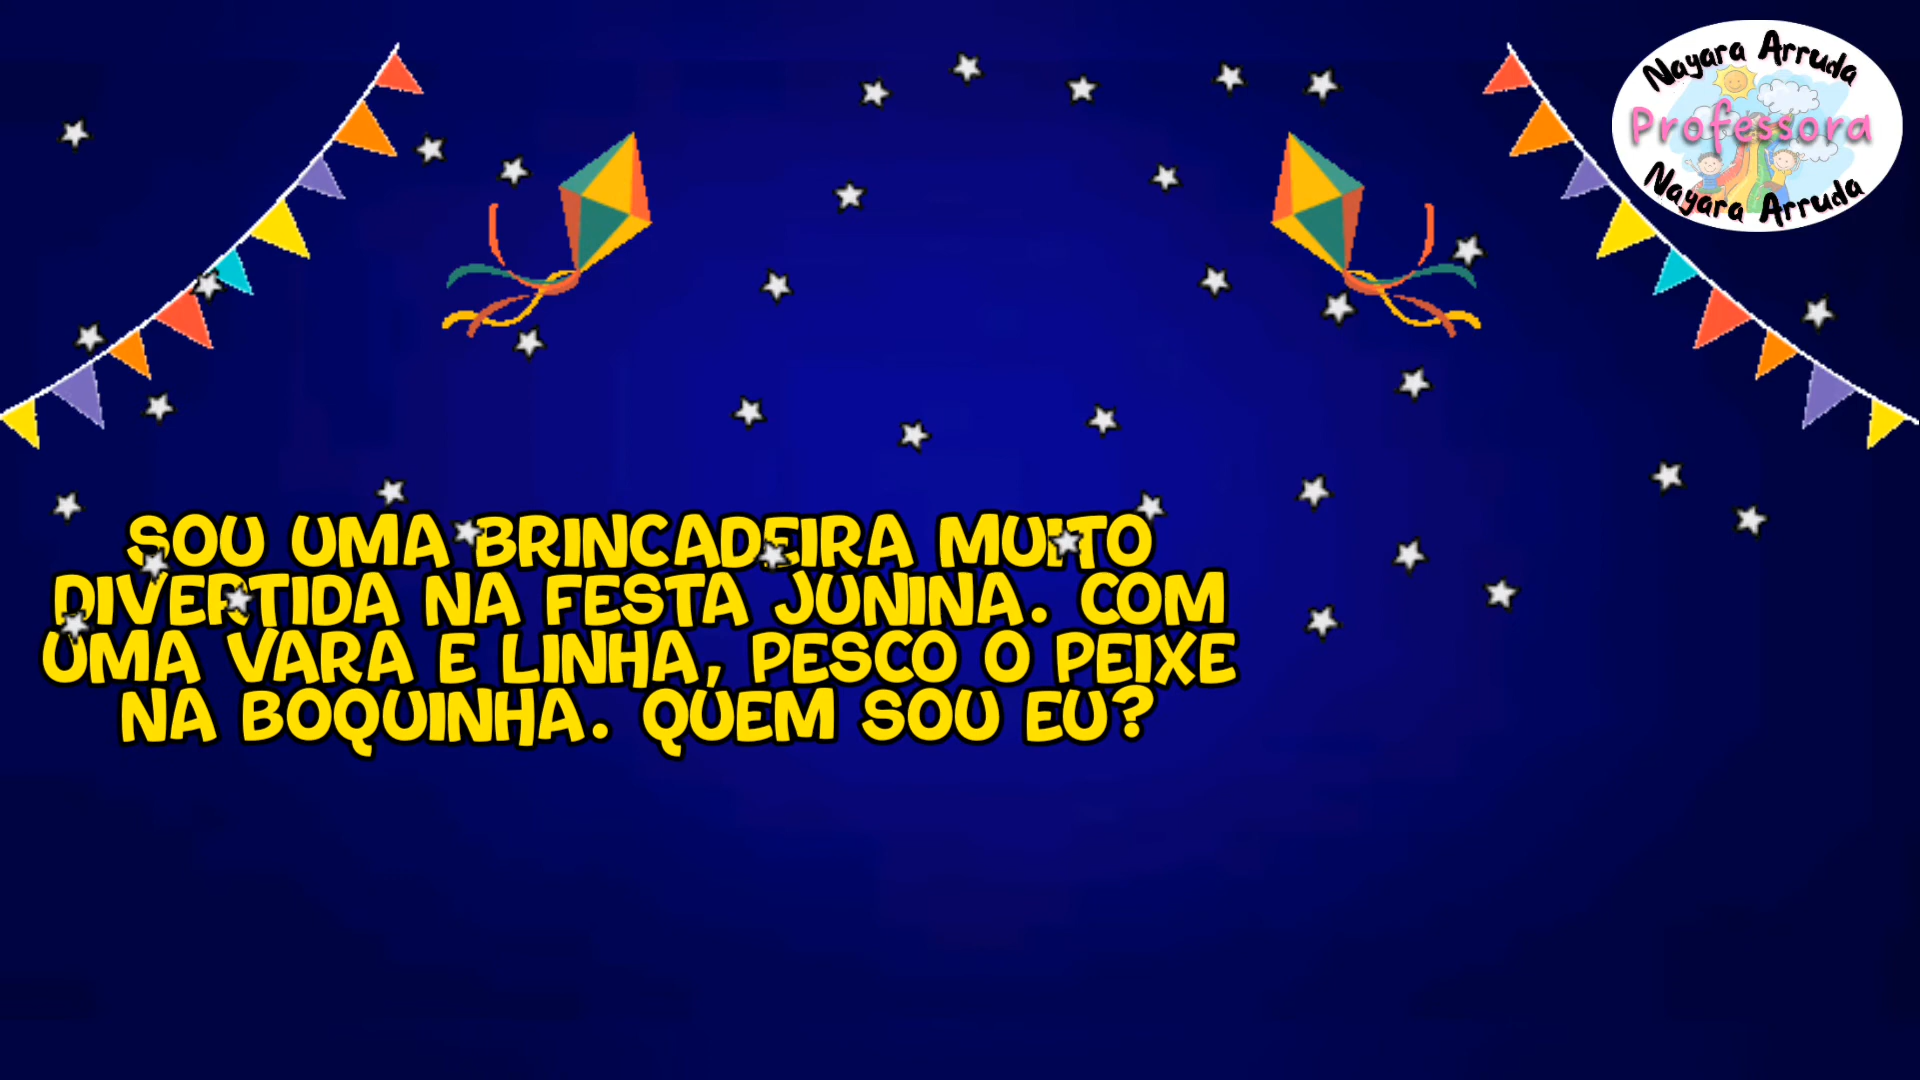 Nayara Arruda
Professora
Nayara Arruda
SOU UMA BRINCADEIRA MUITO
DIVERTIDA NA FESTA JUNINA. COM
UMA VARA E LINHA, PESCO O PEIXE
NA BOQUINHA. QUEM SOU EU?